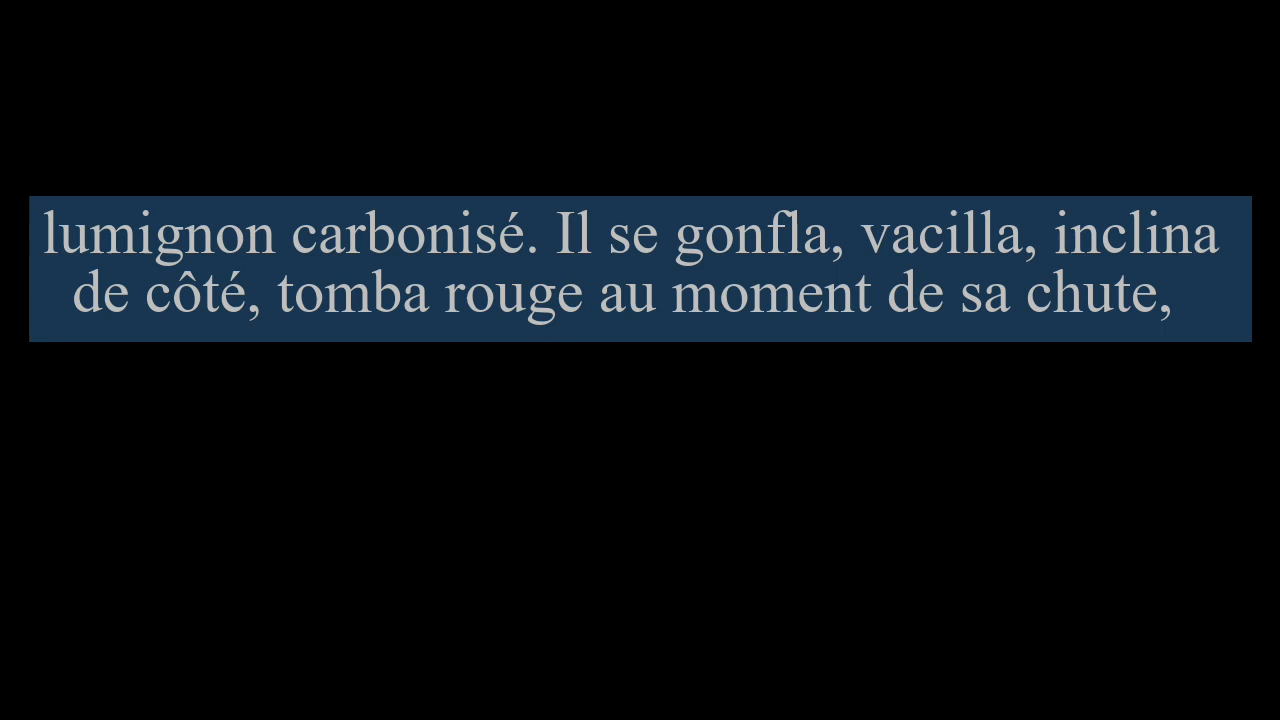 lumignon carbonisé. Il se gonfla, vacilla, inclina
de côté, tomba rouge au moment de sa chute,